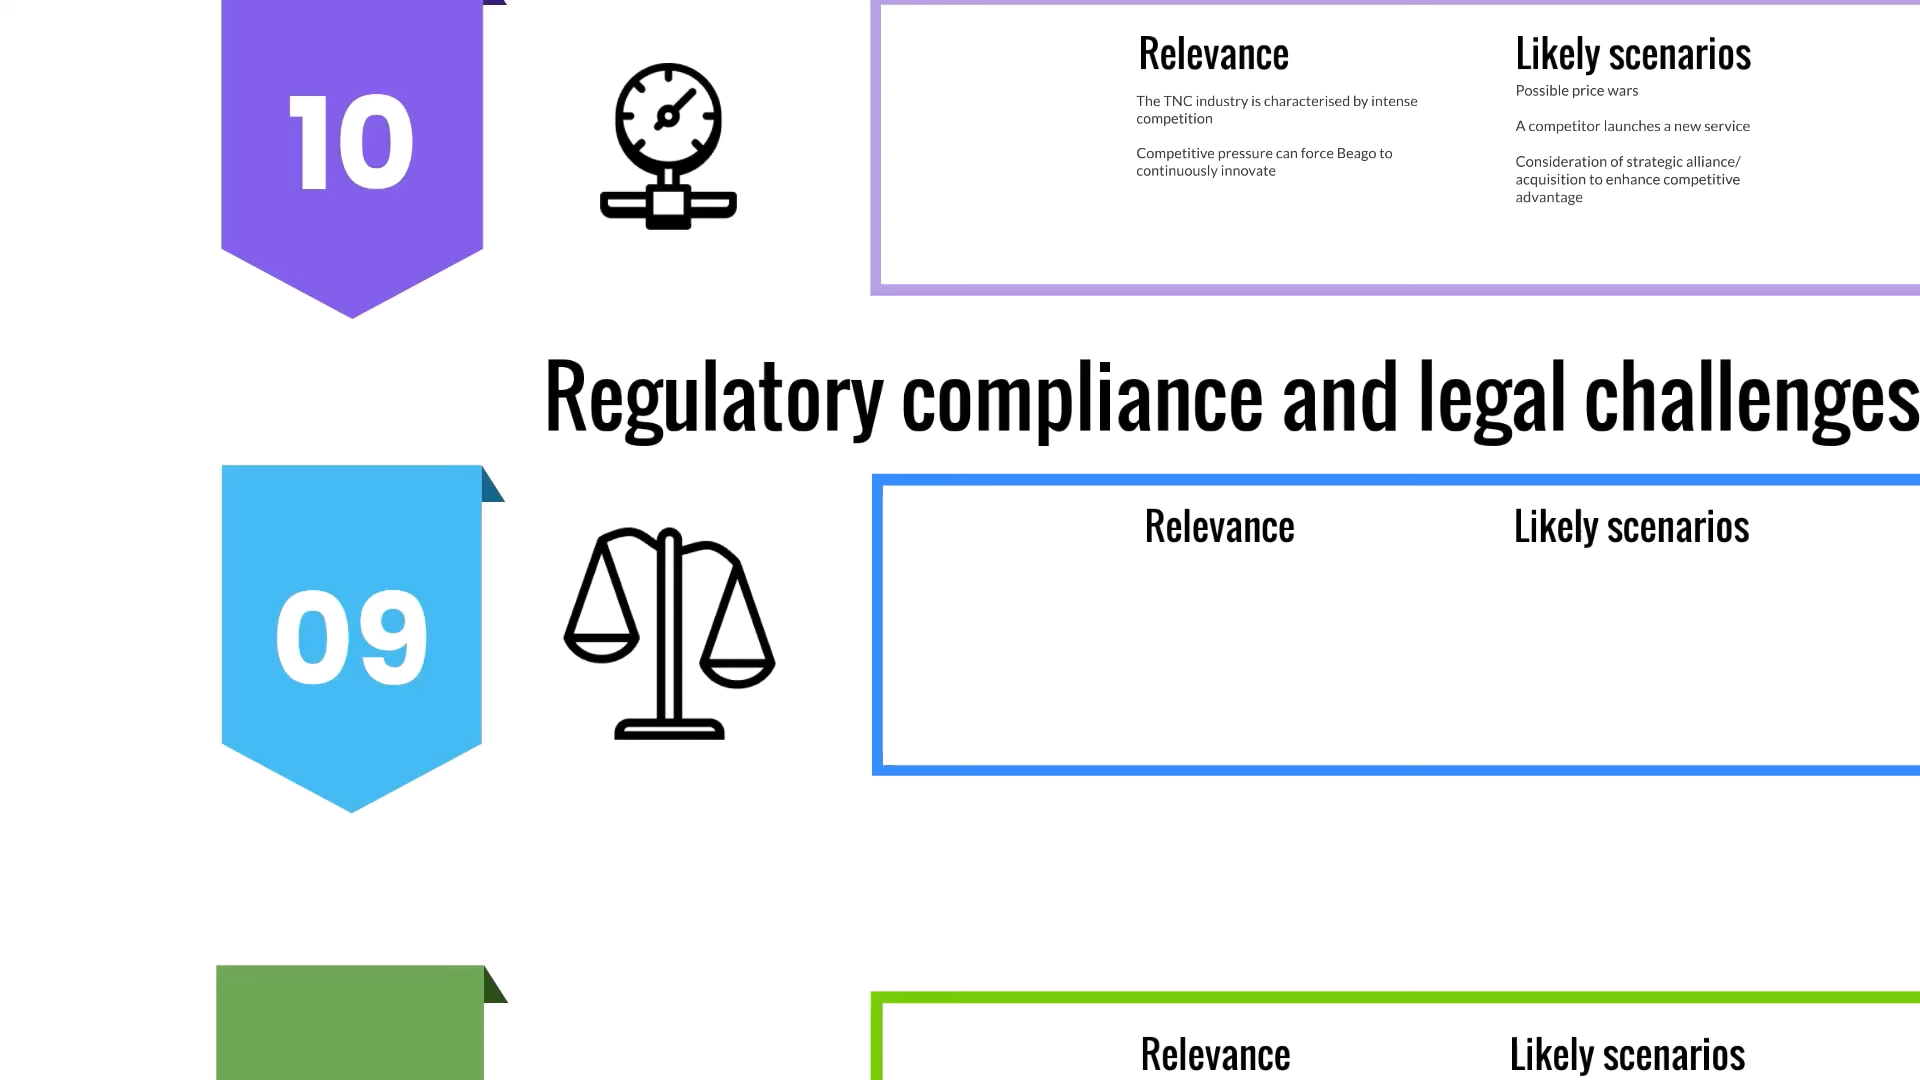 10
Relevance
The TNC industry is characterised by intense
competition
Competitive pressure can force Beago to
continuously innovate
Likely scenarios
Possible price wars
A competitor launches a new service
Consideration of strategic alliance/
acquisition to enhance competitive
advantage
Regulatory compliance and legal challenges
09
Relevance
Likely scenarios
Relevance
Likely scenarios